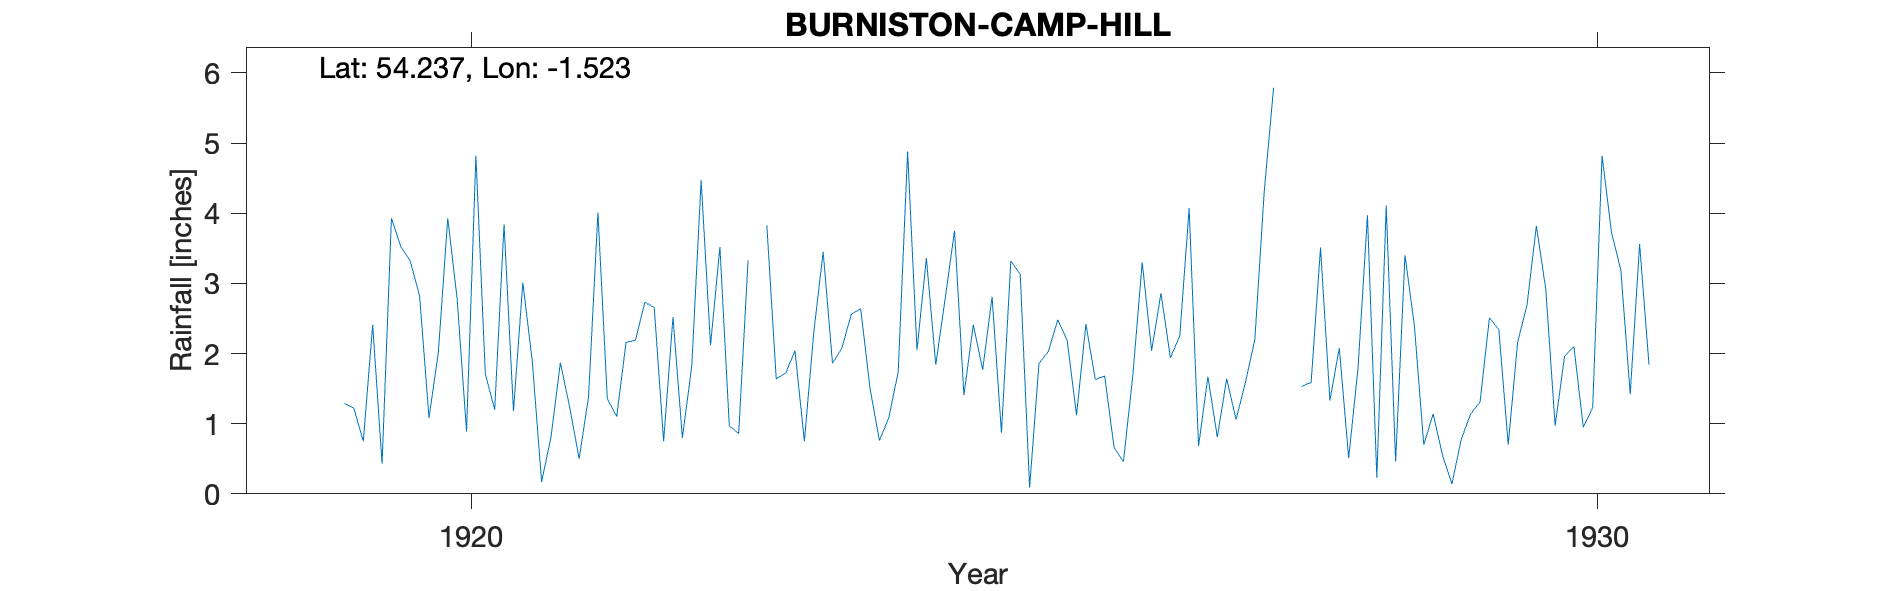 BURNISTON-CAMP-HILL
Lat: 54.237, Lon: -1.523
6
5
4
3
2
1
0
Rainfall [inches]
1920
1930
Year